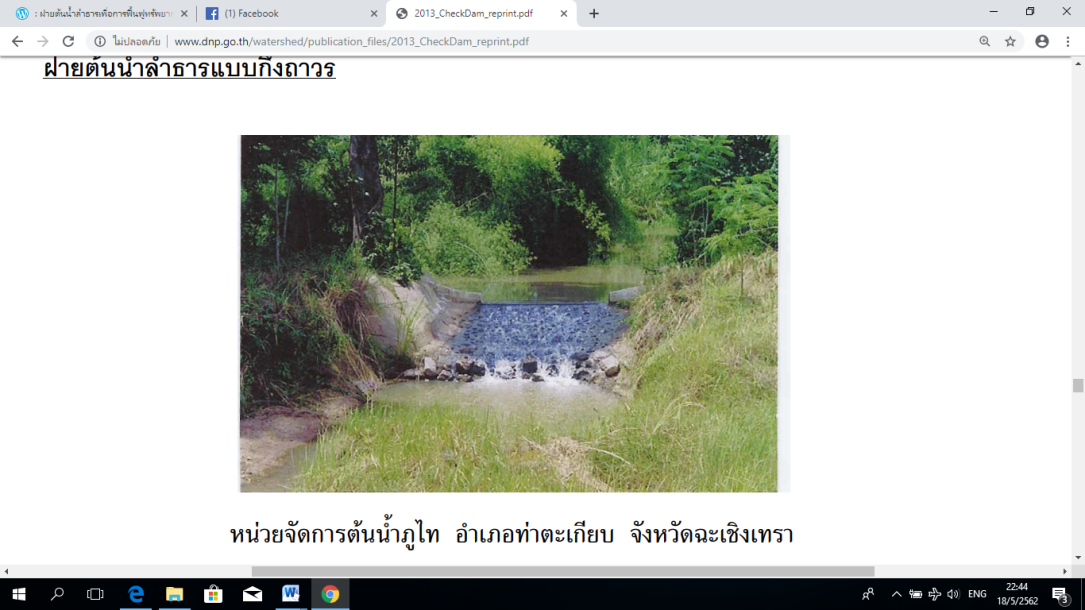 : ฝายต้นน้ำลำธารเพื่อการฟื้นฟูทรัพยา
(1) Facebook
2013_CheckDam_reprint.pdf
ไม่ปลอดภัย | www.dnp.go.th/watershed/publication_files/2013_CheckDam_reprint.pdf
ฝายต้นน้ำลำธารแบบกึ่งถาวร
หน่วยจัดการต้นน้ำภูไท อำเภอท่าตะเกียบ จังหวัดฉะเชิงเทรา
ENG
22:44
18/5/2562
3